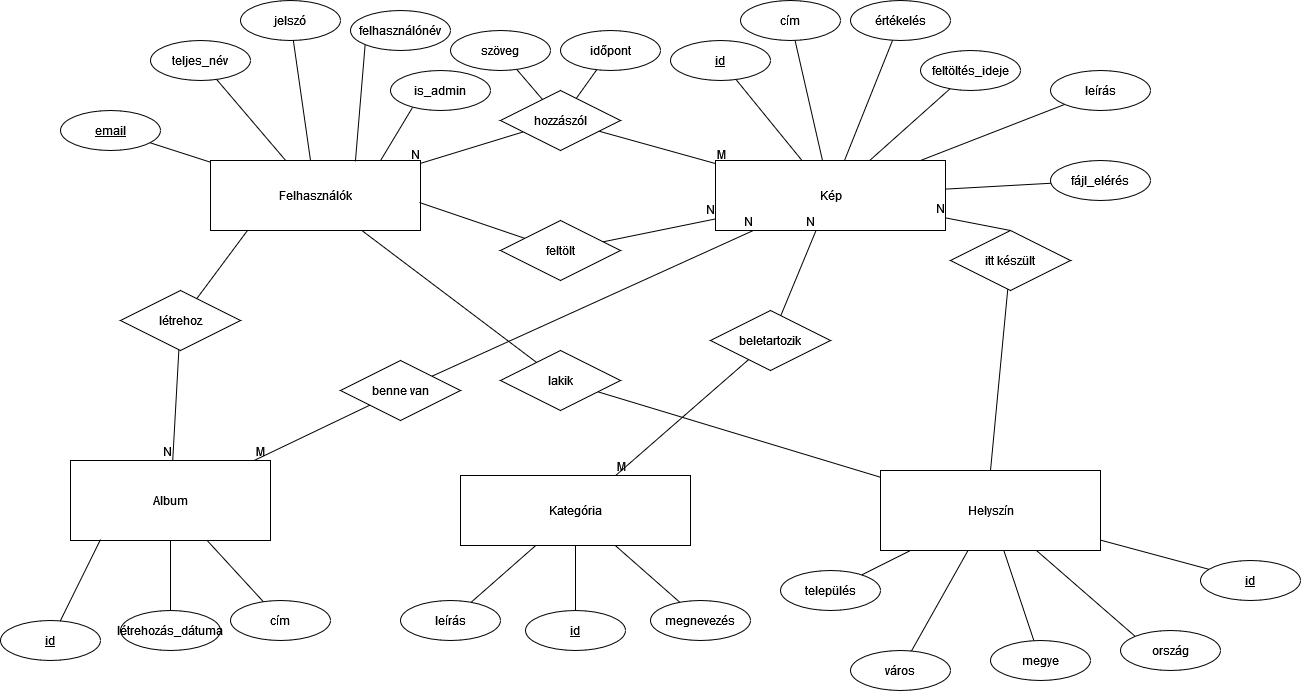 jelszó
cím
értékelés
felhasználónév
szöveg
időpont
teljes_név
id
feltöltés_ideje
is_admin
leírás
hozzászól
email
N
M
fájl_elérés
Felhasználók
Kép
N
N
N
N
N
feltölt
itt készült
létrehoz
beletartozik
lakik
benne van
N
M
M
Album
Kategória
Helyszín
id
település
leírás
cím
megnevezés
létrehozás_dátuma
id
id
ország
megye
város